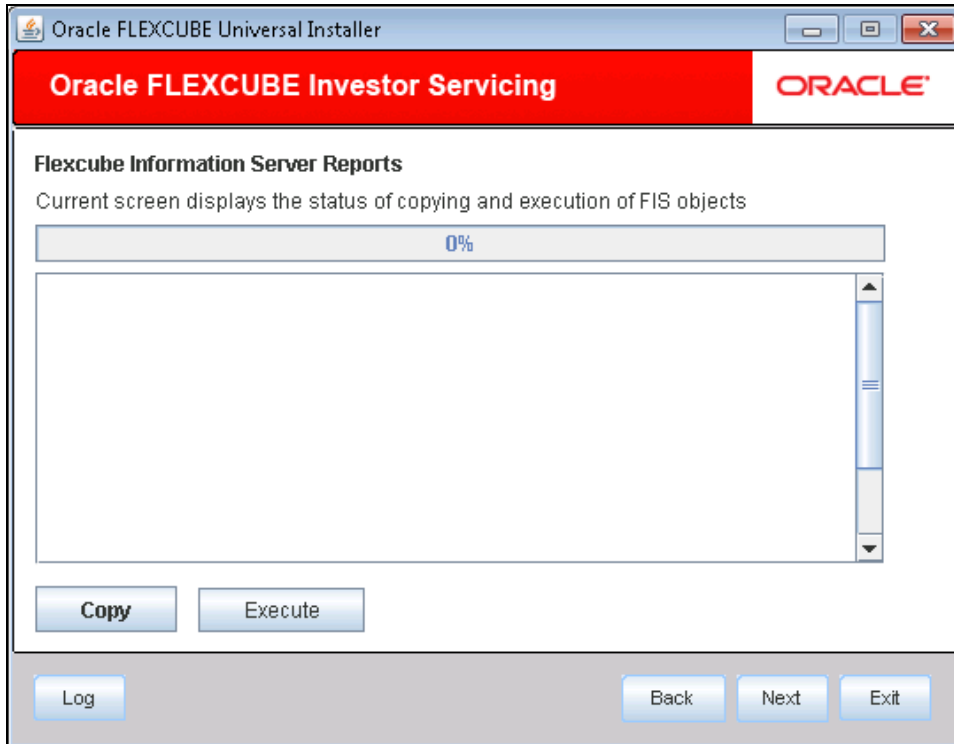 Oracle FLEXCUBE Universal Installer
Oracle FLEXCUBE Investor Servicing
ORACLE
Flexcube Information Server Reports
Current screen displays the status of copying and execution of FIS objects
0%
Copy Execute
Log Back Next Exit